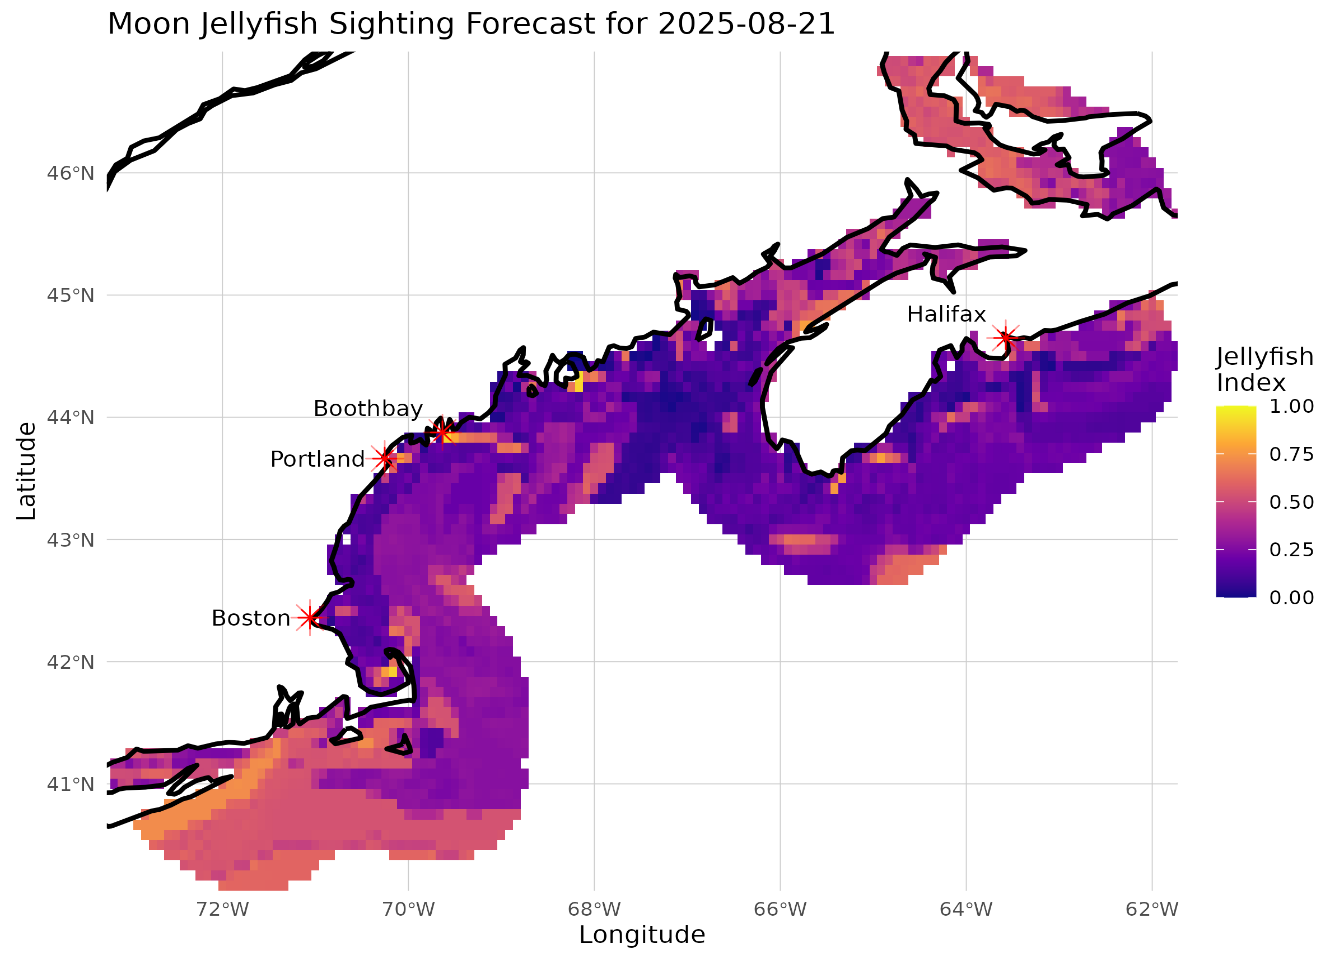 Moon Jellyfish Sighting Forecast for 2025-08-21
46°N
45°N
44°N
43°N
42°N
41°N
Latitude
Halifax
Boothbay
Portland
Boston
72°W
70°W
68°W
66°W
64°W
62°W
Longitude
Jellyfish
Index
1.00
0.75
0.50
0.25
0.00